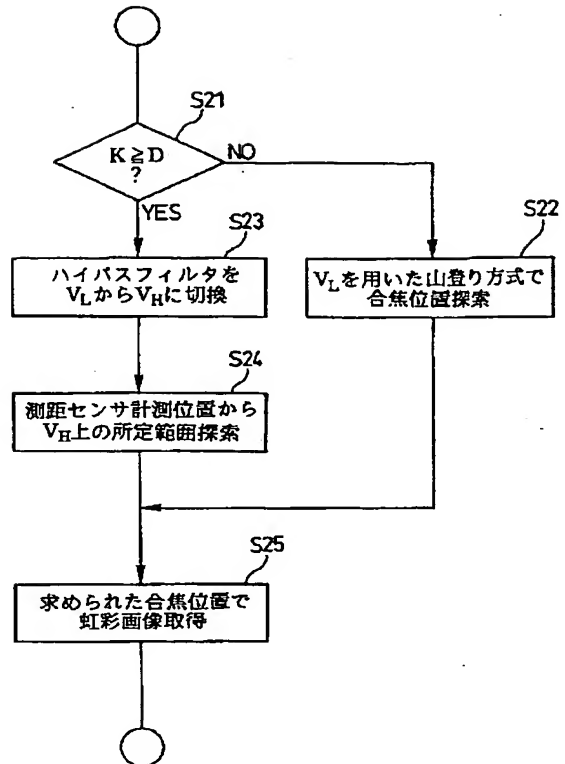 S21
K≧D
?
NO
YES
S23
ハイパスフィルタを
VLからVHに切換
S22
VLを用いた山登り方式で
合焦位置探索
S24
測距センサ計測位置から
VH上の所定範囲探索
S25
求められた合焦位置で
虹彩画像取得